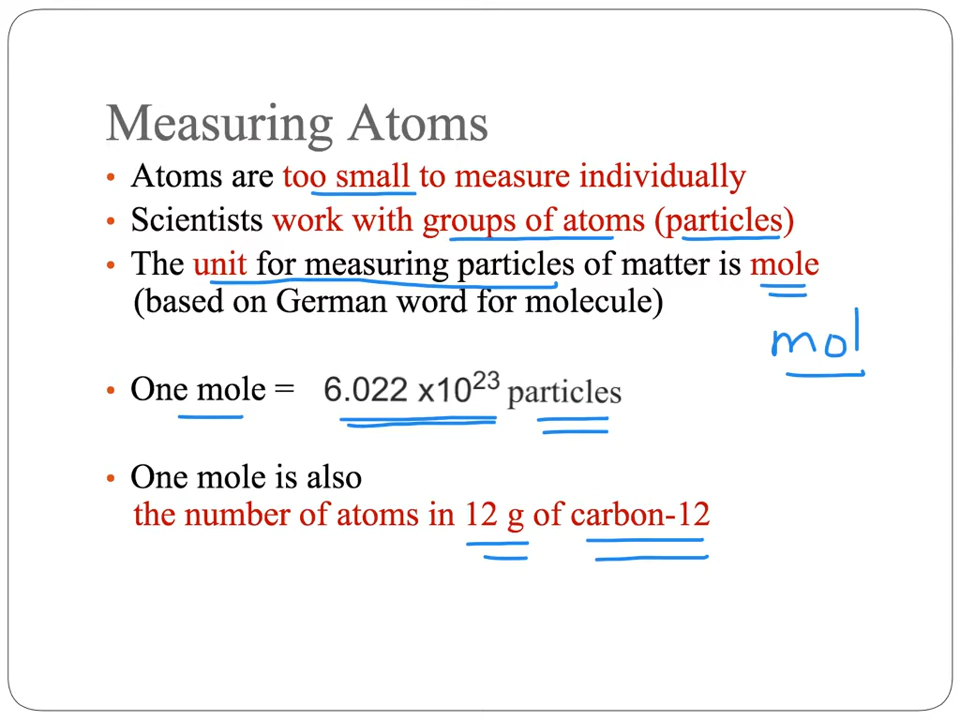 Measuring Atoms
• Atoms are too small to measure individually
• Scientists work with groups of atoms (particles)
• The unit for measuring particles of matter is mole
(based on German word for molecule)
mol
• One mole = 6.022 x10²³ particles
• One mole is also
the number of atoms in 12 g of carbon-12